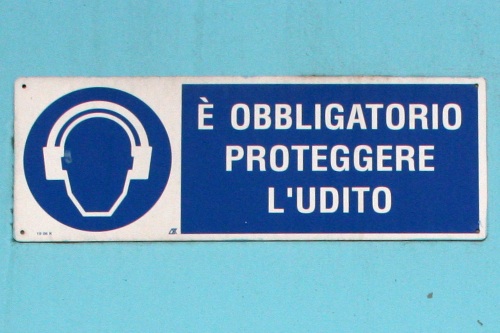 È OBBLIGATORIO
PROTEGGERE
L'UDITO